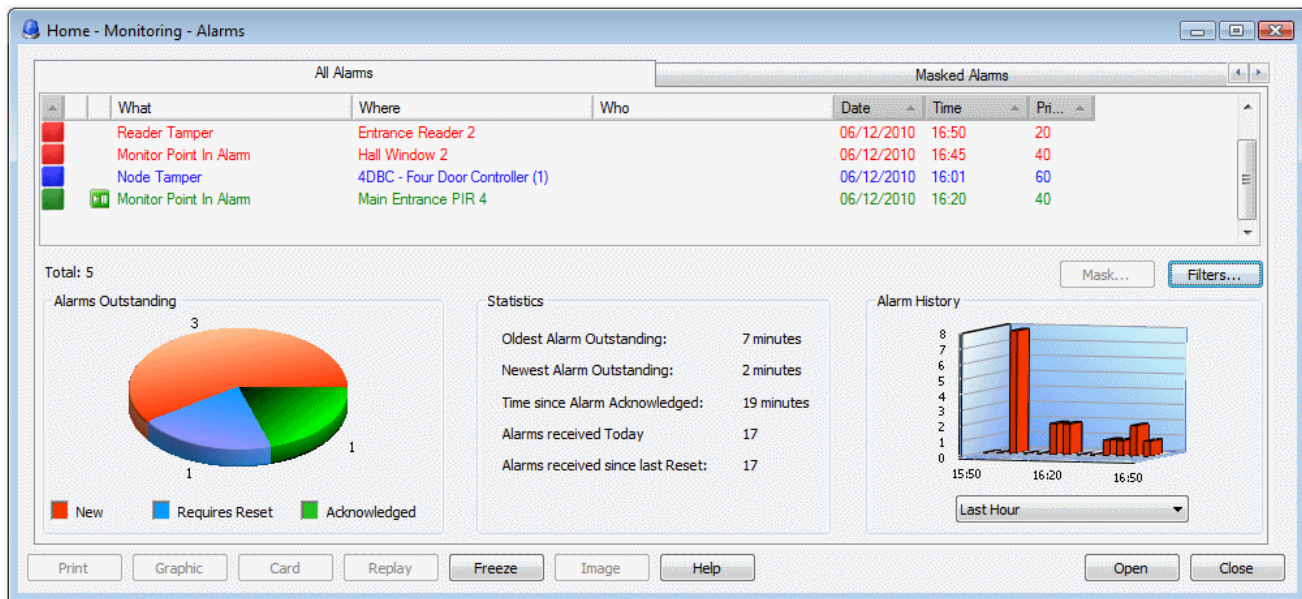 Home - Monitoring - Alarms
All Alarms Masked Alarms
What Where Who Date Time Pri...
Reader Tamper Entrance Reader 2 06/12/2010 16:50 20
Monitor Point In Alarm Hall Window 2 06/12/2010 16:45 40
Node Tamper 4DBC - Four Door Controller (1) 06/12/2010 16:01 60
Monitor Point In Alarm Main Entrance PIR 4 06/12/2010 16:20 40
Total: 5
Mask... Filters...
Alarms Outstanding
3
1
1
New Requires Reset Acknowledged
Statistics
Oldest Alarm Outstanding: 7 minutes
Newest Alarm Outstanding: 2 minutes
Time since Alarm Acknowledged: 19 minutes
Alarms received Today 17
Alarms received since last Reset: 17
Alarm History
8
7
6
5
4
3
2
1
0
15:50 16:20 16:50
Last Hour
Print Graphic Card Replay Freeze Image Help Open Close